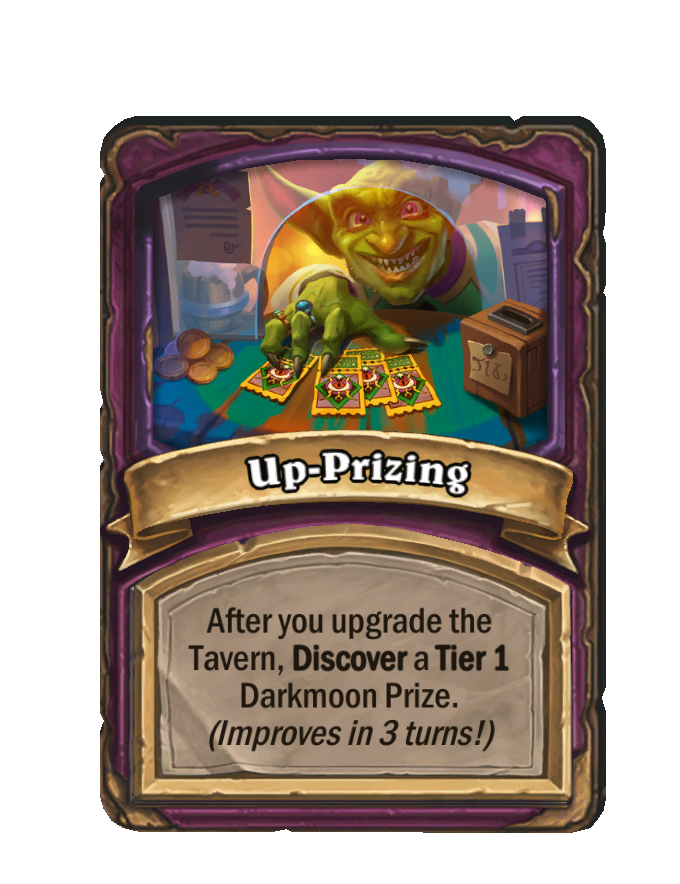 Up-Prizing
After you upgrade the
Tavern, Discover a Tier 1
Darkmoon Prize.
(Improves in 3 turns!)